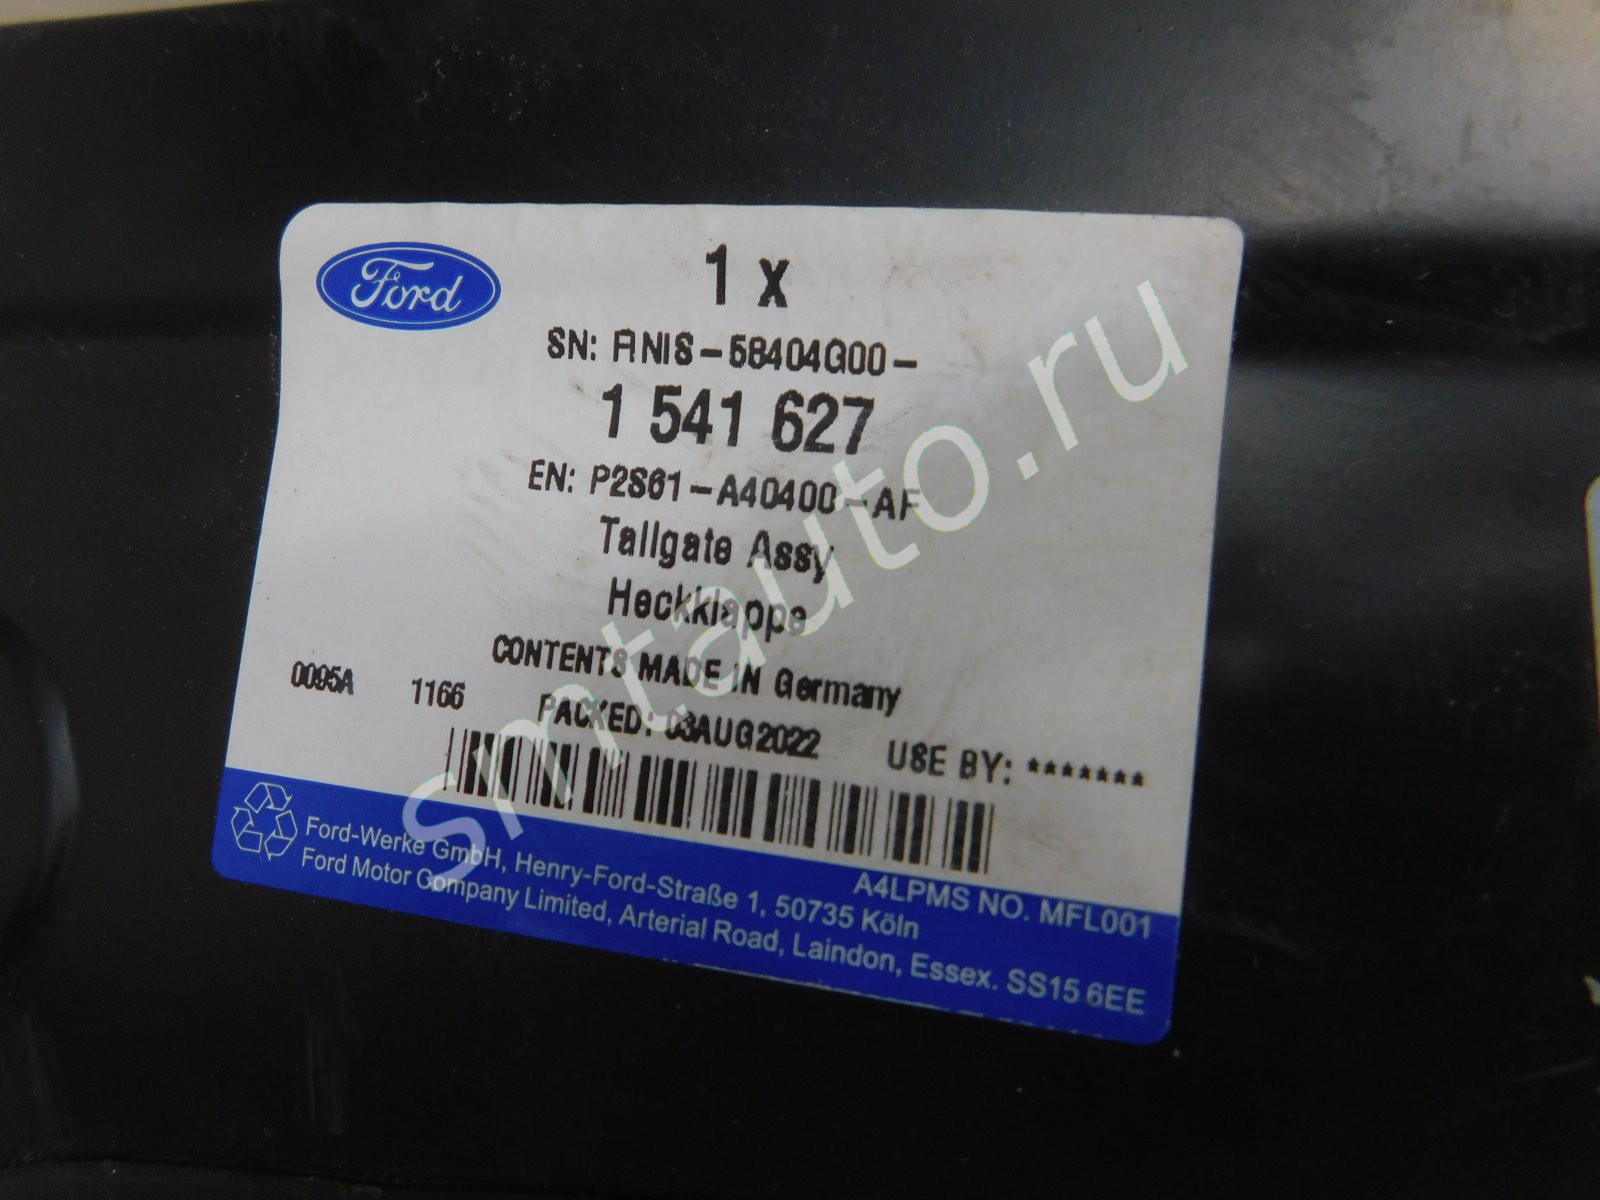 Ford
1 x
SN: FINIS-58404G00-
1 541 627
EN: P2S61-A40400-AF
Tailgate Assy
Heckklappe
CONTENTS MADE IN Germany
0095A 1166 PACKED: 03AUG2022 USE BY: *******
A4LPMS NO. MFL001
Ford-Werke GmbH, Henry-Ford-Straße 1, 50735 Köln
Ford Motor Company Limited, Arterial Road, Laindon, Essex. SS15 6EE
smtauto.ru